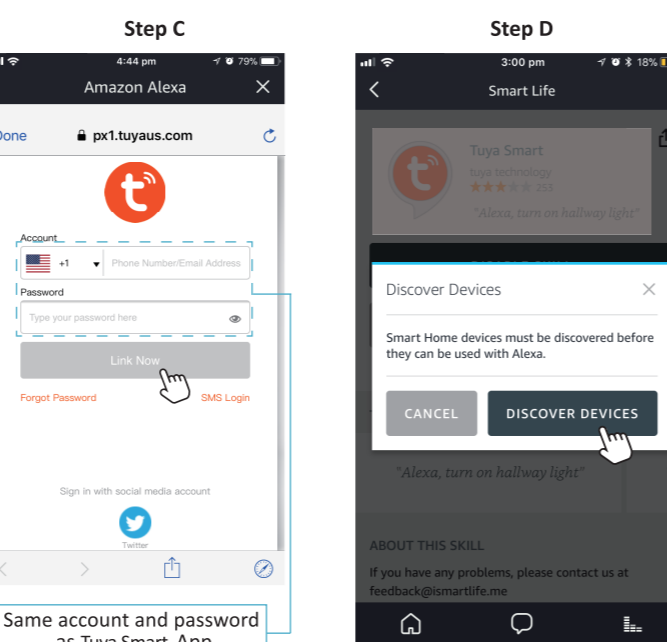 Step C
4:44 pm
79%
Amazon Alexa
Done
px1.tuyaus.com
t
Account
+1
Phone Number/Email Address
Password
Type your password here
Link Now
Forgot Password
SMS Login
Sign in with social media account
Twitter
Same account and password
as Tuya Smart App
Step D
3:00 pm
18%
Smart Life
t
Tuya Smart
tuya technology
253
"Alexa, turn on hallway light"
Discover Devices
Smart Home devices must be discovered before
they can be used with Alexa.
CANCEL
DISCOVER DEVICES
"Alexa, turn on hallway light"
ABOUT THIS SKILL
If you have any problems, please contact us at
feedback@ismartlife.me